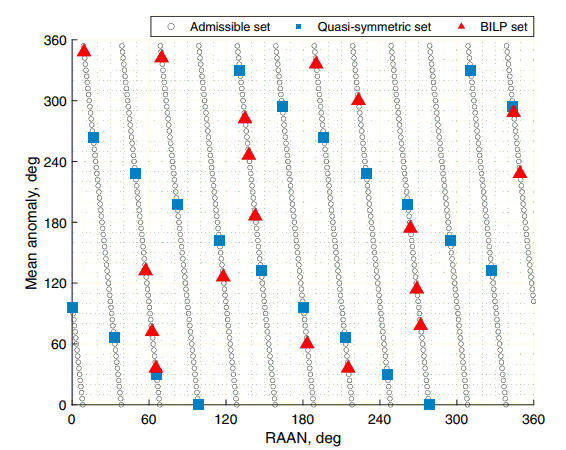 Admissible set Quasi-symmetric set BILP set
360
300
240
180
120
60
0
Mean anomaly, deg
0 60 120 180 240 300 360
RAAN, deg